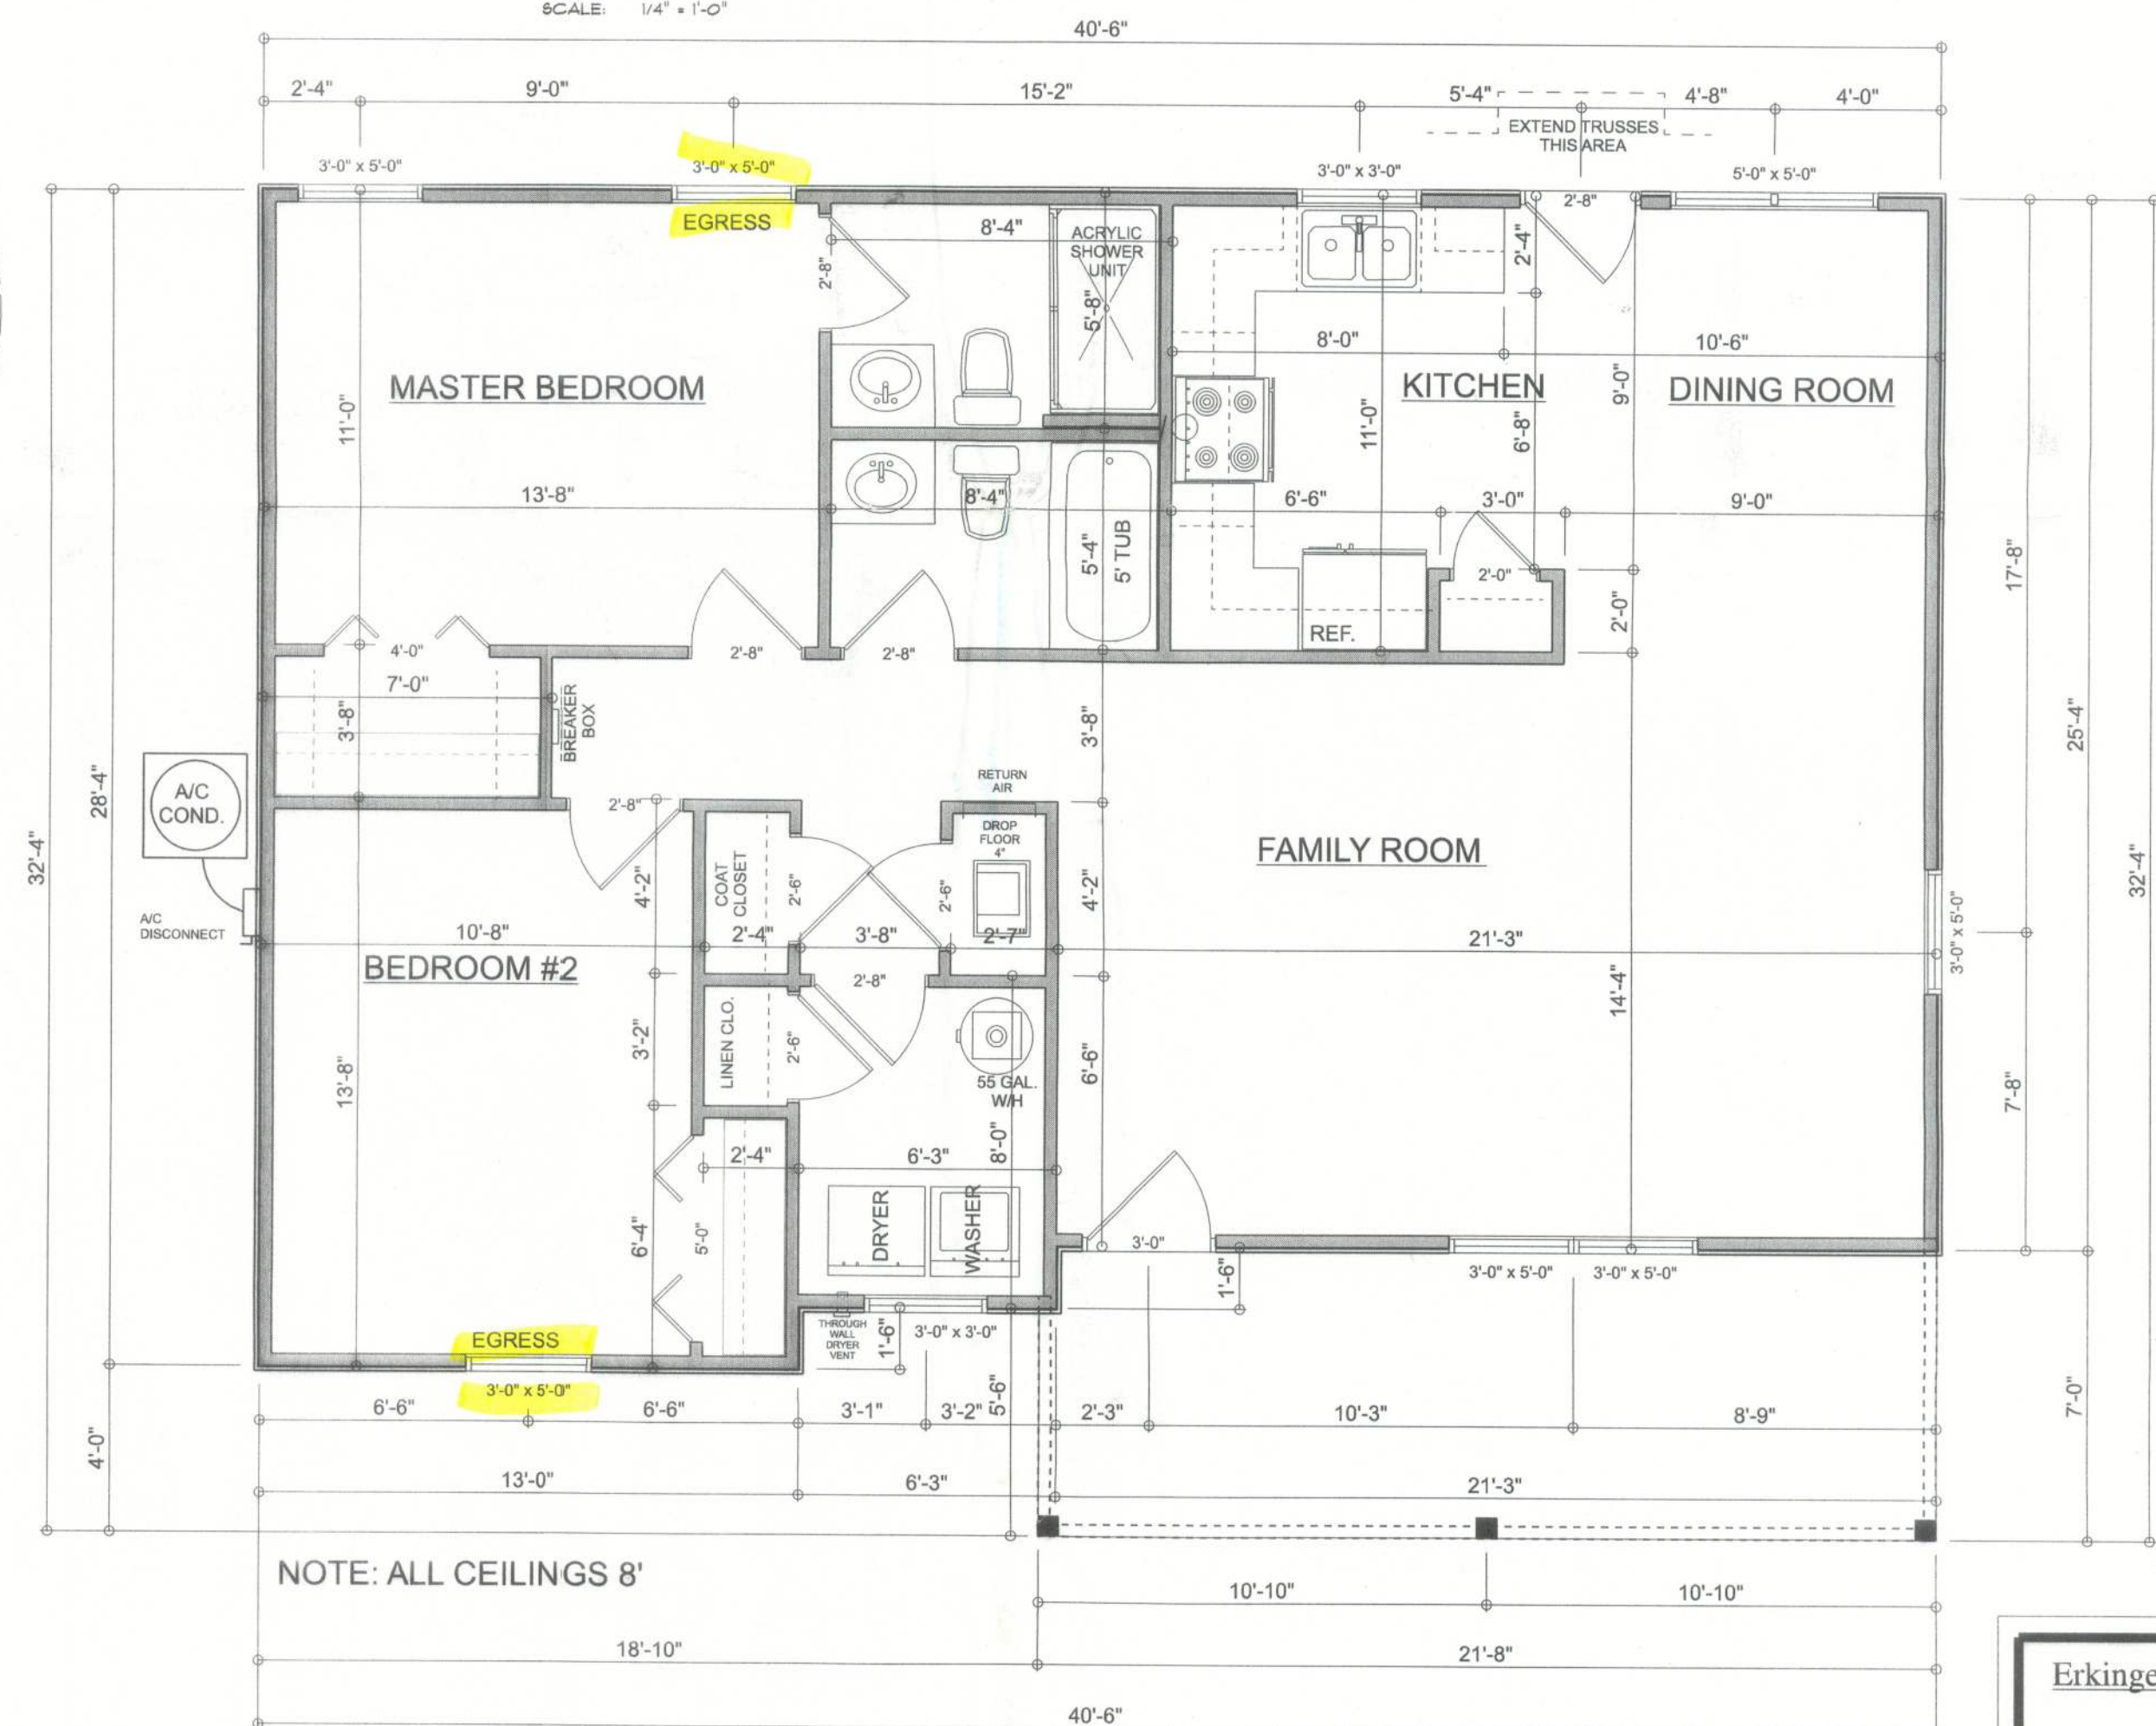 SCALE: 1/4" = 1'-0"
40'-6"
2'-4" 9'-0" 15'-2" 5'-4" 4'-8" 4'-0"
EXTEND TRUSSES
THIS AREA
3'-0" x 5'-0" 3'-0" x 5'-0" 3'-0" x 3'-0" 5'-0" x 5'-0"
EGRESS
2'-8"
8'-4"
ACRYLIC
SHOWER
UNIT
2'-8"
5'-8"
2'-4"
8'-0"
10'-6"
MASTER BEDROOM
KITCHEN
DINING ROOM
11'-0"
11'-0"
6'-8"
9'-0"
13'-8"
8'-4"
6'-6"
3'-0"
9'-0"
5'-4"
5' TUB
2'-0"
2'-0"
REF.
17'-8"
4'-0"
2'-8"
2'-8"
7'-0"
3'-8"
BREAKER
BOX
3'-8"
25'-4"
RETURN
AIR
A/C
COND.
28'-4"
32'-4"
2'-8"
DROP
FLOOR
4"
FAMILY ROOM
COAT
CLOSET
4'-2"
2'-6"
2'-6"
4'-2"
32'-4"
A/C
DISCONNECT
3'-0" x 5'-0"
10'-8"
2'-4"
3'-8"
2'-7"
21'-3"
BEDROOM #2
2'-8"
14'-4"
LINEN CLO.
3'-2"
2'-6"
55 GAL.
W/H
6'-6"
13'-8"
7'-8"
8'-0"
2'-4"
6'-3"
DRYER
WASHER
6'-4"
5'-0"
3'-0"
1'-6"
3'-0" x 5'-0" 3'-0" x 5'-0"
EGRESS
THROUGH
WALL
DRYER
VENT
1'-6"
3'-0" x 3'-0"
3'-0" x 5'-0"
5'-6"
7'-0"
4'-0"
6'-6" 6'-6" 3'-1" 3'-2" 2'-3" 10'-3" 8'-9"
13'-0" 6'-3" 21'-3"
NOTE: ALL CEILINGS 8'
10'-10" 10'-10"
18'-10" 21'-8"
40'-6"